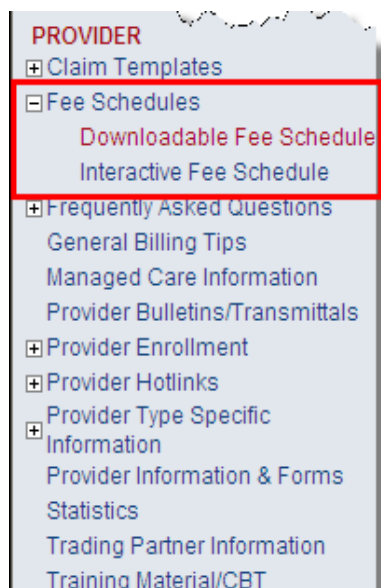 PROVIDER
Claim Templates
Fee Schedules
Downloadable Fee Schedule
Interactive Fee Schedule
Frequently Asked Questions
General Billing Tips
Managed Care Information
Provider Bulletins/Transmittals
Provider Enrollment
Provider Hotlinks
Provider Type Specific
Information
Provider Information & Forms
Statistics
Trading Partner Information
Training Material/CBT